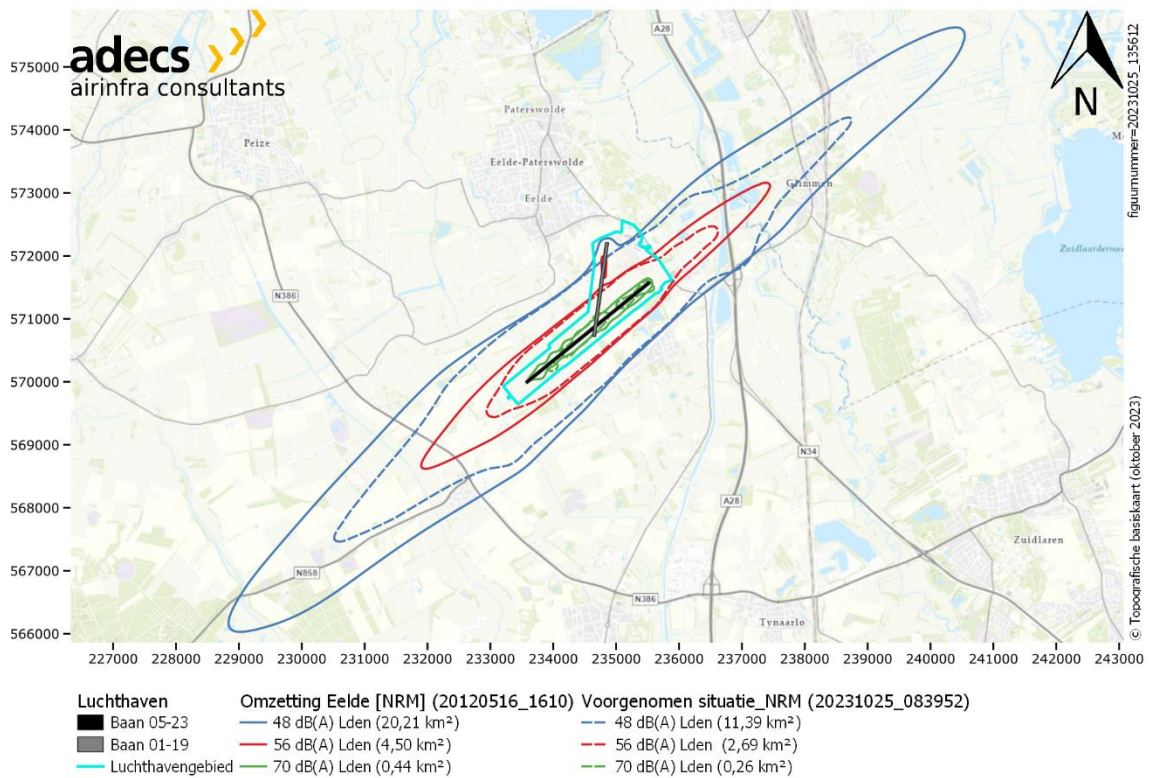 adecs
airinfra consultants
A28
N
figuurnummer=20231025_135612
Paterswolde
Peize
Eelde-Paterswolde
Eelde
Glimmen
Zuidlaardermee
N386
N34
A28
Zuidlaren
N858
N386
Tynaarlo
© Topografische basiskaart (oktober 2023)
575000
574000
573000
572000
571000
570000
569000
568000
567000
566000
227000 228000 229000 230000 231000 232000 233000 234000 235000 236000 237000 238000 239000 240000 241000 242000 243000
Luchthaven
Baan 05-23
Baan 01-19
Luchthavengebied
Omzetting Eelde [NRM] (20120516_1610)
48 dB(A) Lden (20,21 km²)
56 dB(A) Lden (4,50 km²)
70 dB(A) Lden (0,44 km²)
Voorgenomen situatie_NRM (20231025_083952)
48 dB(A) Lden (11,39 km²)
56 dB(A) Lden (2,69 km²)
70 dB(A) Lden (0,26 km²)